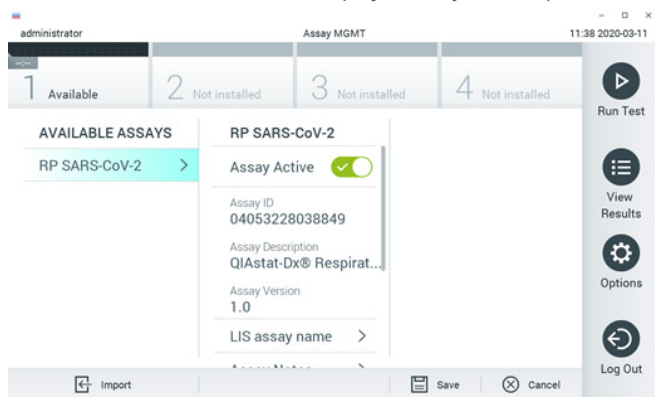 administrator Assay MGMT 11:38 2020-03-11
1 Available 2 Not installed 3 Not installed 4 Not installed
Run Test
View Results
Options
Log Out
AVAILABLE ASSAYS
RP SARS-CoV-2
RP SARS-CoV-2
Assay Active
Assay ID
04053228038849
Assay Description
QIAstat-Dx® Respirat...
Assay Version
1.0
LIS assay name
Import Save Cancel